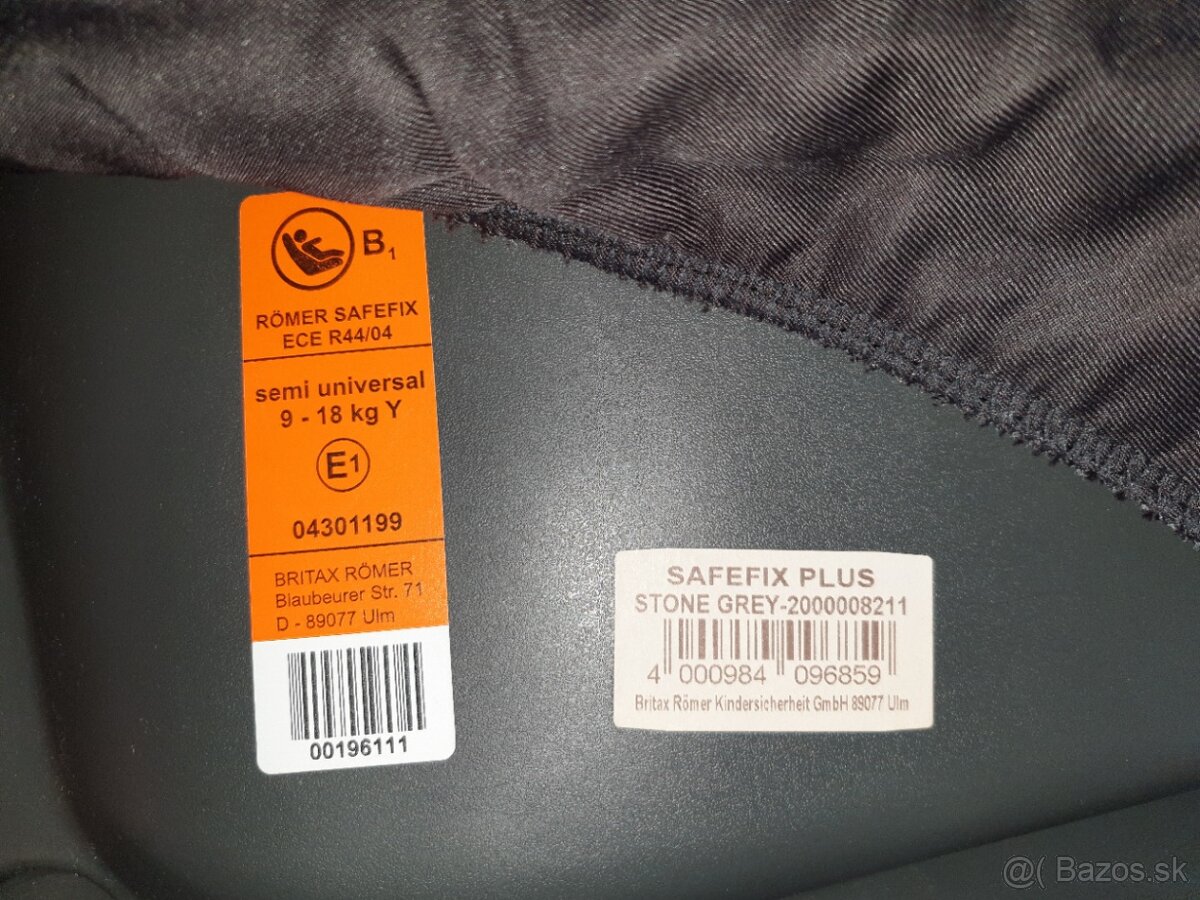 B1
RÖMER SAFEFIX
ECE R44/04
semi universal
9 - 18 kg Y
E1
04301199
BRITAX RÖMER
Blaubeurer Str. 71
D - 89077 Ulm
00196111
SAFEFIX PLUS
STONE GREY-2000008211
4 000984 096859
Britax Römer Kindersicherheit GmbH 89077 Ulm
@( Bazos.sk